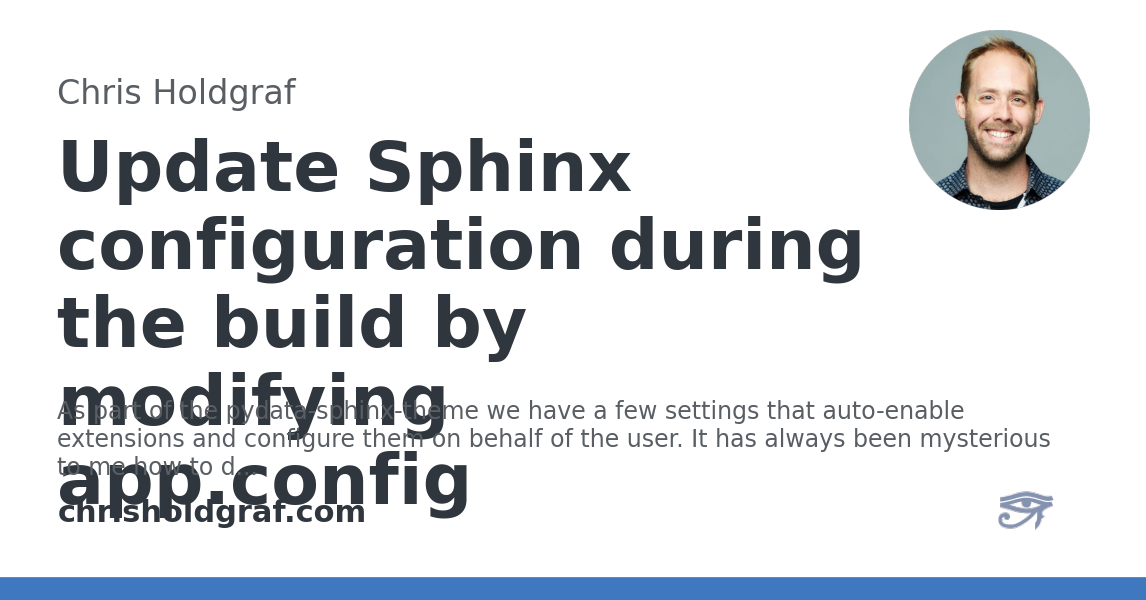 Chris Holdgraf
Update Sphinx
configuration during
the build by
modifying
app.config
As part of the pydata-sphinx-theme we have a few settings that auto-enable
extensions and configure them on behalf of the user. It has always been mysterious
to me how to d...
chrisholdgraf.com